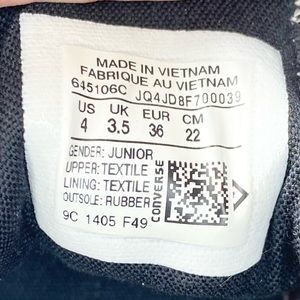 MADE IN VIETNAM
FABRIQUE AU VIETNAM
645106C JQ4JD8F700039
US UK EUR CM
4 3.5 36 22
GENDER: JUNIOR
UPPER: TEXTILE
LINING: TEXTILE
OUTSOLE: RUBBER
9C 1405 F49
CONVERSE